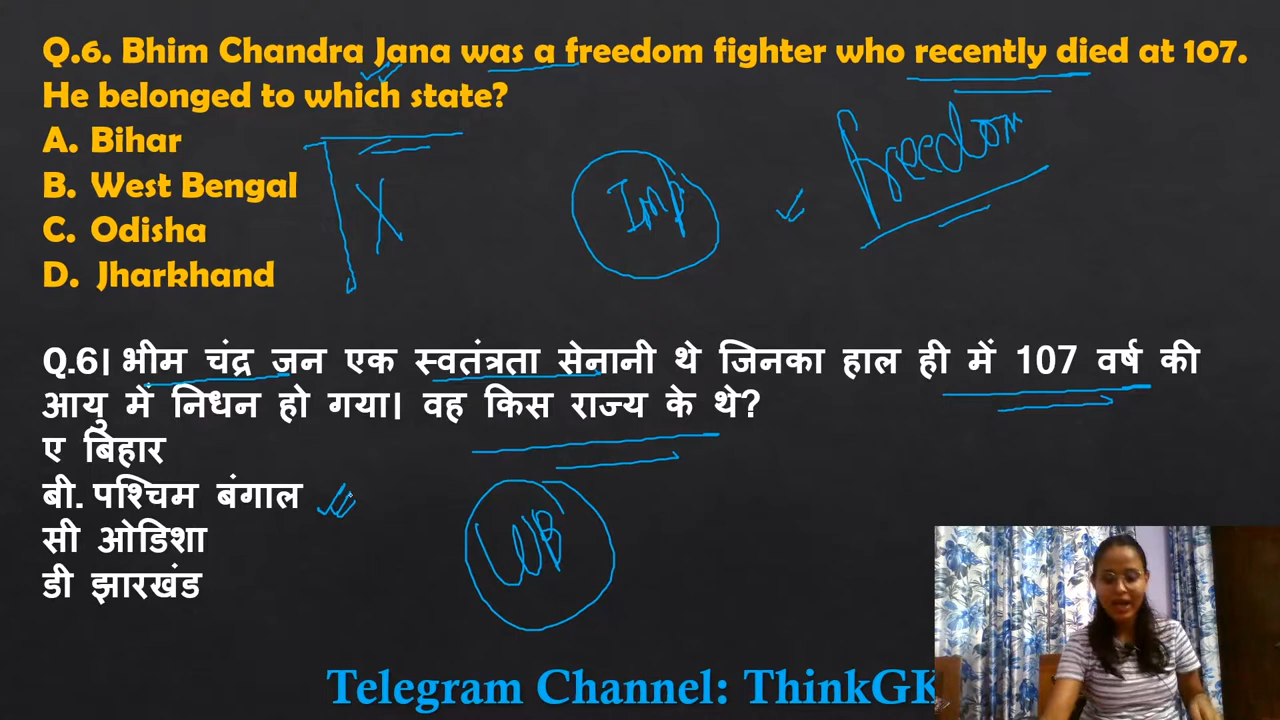 Q.6. Bhim Chandra Jana was a freedom fighter who recently died at 107.
He belonged to which state?
A. Bihar
B. West Bengal
C. Odisha
D. Jharkhand
X
Imp
freedom
Q.6। भीम चंद्र जन एक स्वतंत्रता सेनानी थे जिनका हाल ही में 107 वर्ष की
आयु में निधन हो गया। वह किस राज्य के थे?
ए बिहार
बी. पश्चिम बंगाल
सी ओडिशा
डी झारखंड
WB
Telegram Channel: ThinkGK